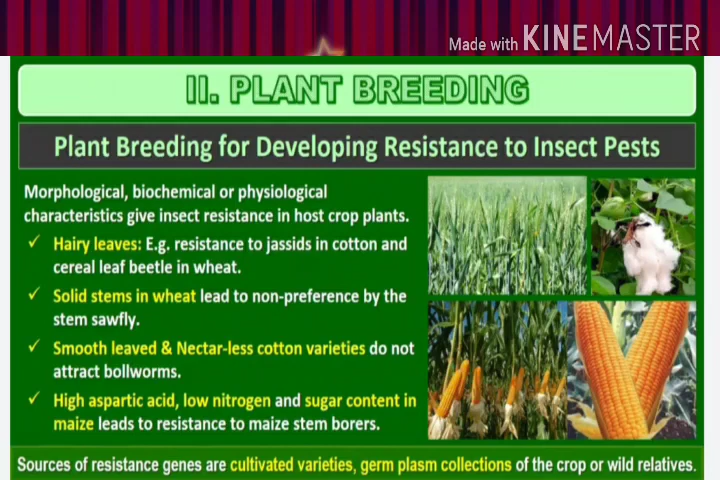 Made with KINEMASTER
II. PLANT BREEDING
Plant Breeding for Developing Resistance to Insect Pests
Morphological, biochemical or physiological
characteristics give insect resistance in host crop plants.
✓ Hairy leaves: E.g. resistance to jassids in cotton and
cereal leaf beetle in wheat.
✓ Solid stems in wheat lead to non-preference by the
stem sawfly.
✓ Smooth leaved & Nectar-less cotton varieties do not
attract bollworms.
✓ High aspartic acid, low nitrogen and sugar content in
maize leads to resistance to maize stem borers.
Sources of resistance genes are cultivated varieties, germ plasm collections of the crop or wild relatives.